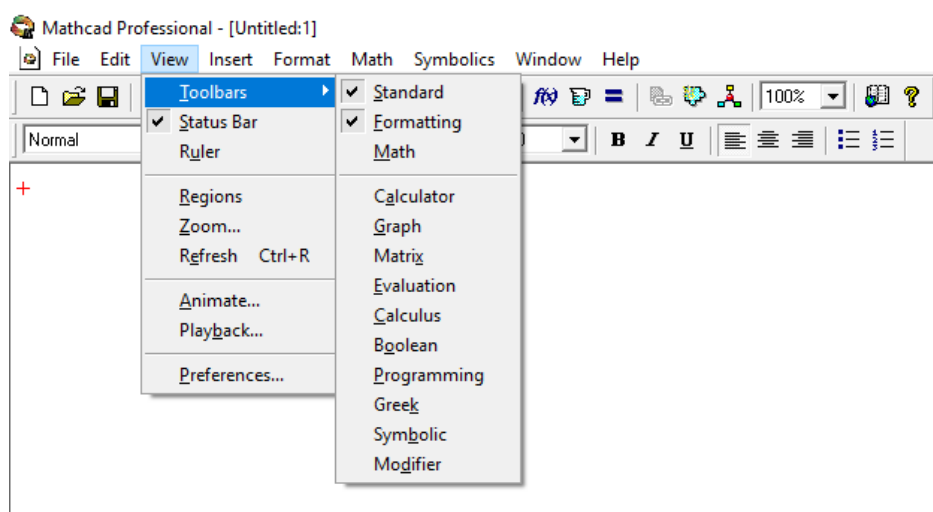 Mathcad Professional - [Untitled:1]
File Edit View Insert Format Math Symbolics Window Help
Toolbars
Status Bar
Ruler
Regions
Zoom...
Refresh Ctrl+R
Animate...
Playback...
Preferences...
Standard
Formatting
Math
Calculator
Graph
Matrix
Evaluation
Calculus
Boolean
Programming
Greek
Symbolic
Modifier
f(x) = 100% ?
Normal B I U